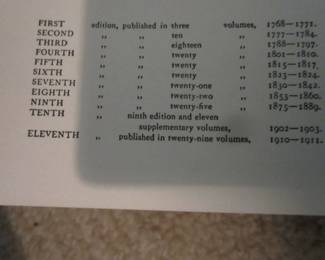 FIRST edition, published in three volumes, 1768—1771.
SECOND „ „ ten „ 1777—1784.
THIRD „ „ eighteen „ 1788—1797.
FOURTH „ „ twenty „ 1801—1810.
FIFTH „ „ twenty „ 1815—1817.
SIXTH „ „ twenty „ 1823—1824.
SEVENTH „ „ twenty-one „ 1830—1842.
EIGHTH „ „ twenty-two „ 1853—1860.
NINTH „ „ twenty-five „ 1875—1889.
TENTH „ ninth edition and eleven
supplementary volumes, 1902—1903.
ELEVENTH „ published in twenty-nine volumes, 1910—1911.